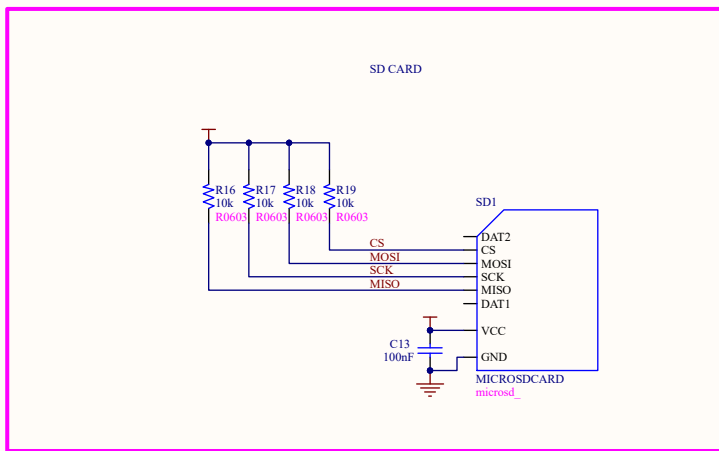 SD CARD
R16 R17 R18 R19
10k 10k 10k 10k
R0603 R0603 R0603 R0603
SD1
DAT2
CS CS
MOSI MOSI
SCK SCK
MISO MISO
DAT1
VCC
C13
100nF
GND
MICROSDCARD
microsd_